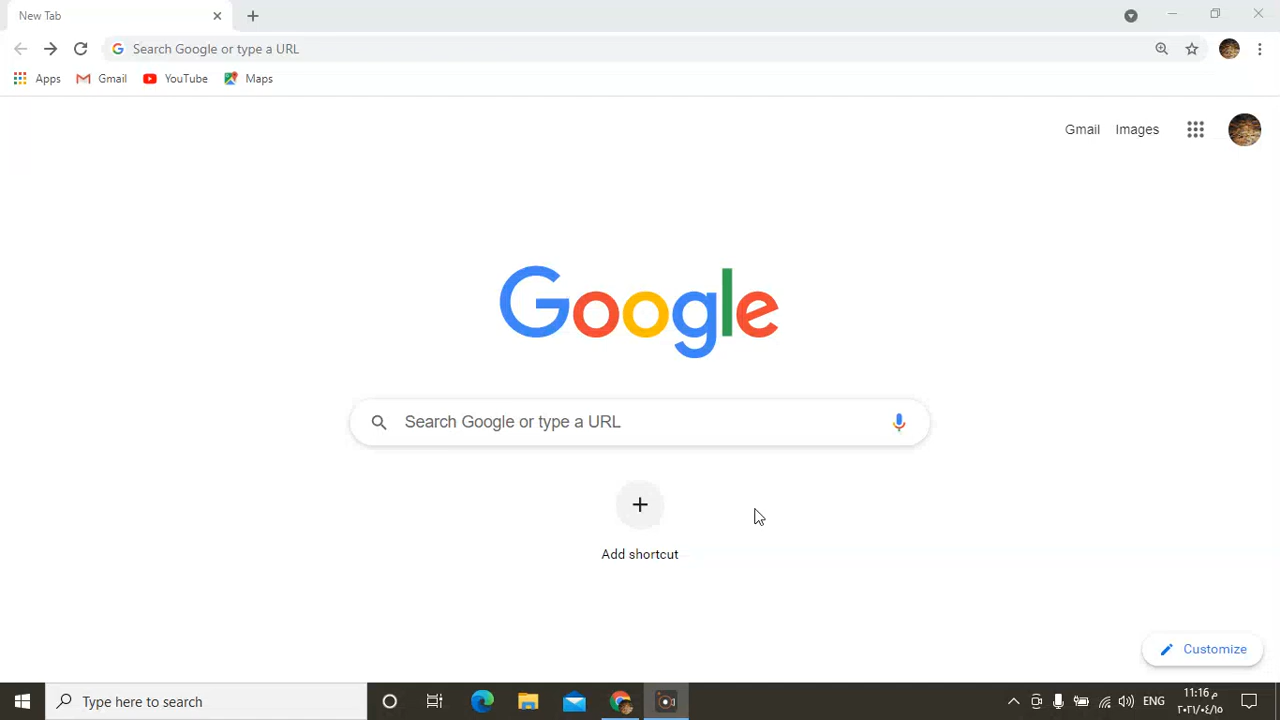 New Tab
Search Google or type a URL
Apps Gmail YouTube Maps
Gmail Images
Google
Search Google or type a URL
Add shortcut
Customize
Type here to search
ENG
11:16 م
٢٠٢١/٠٤/١٥